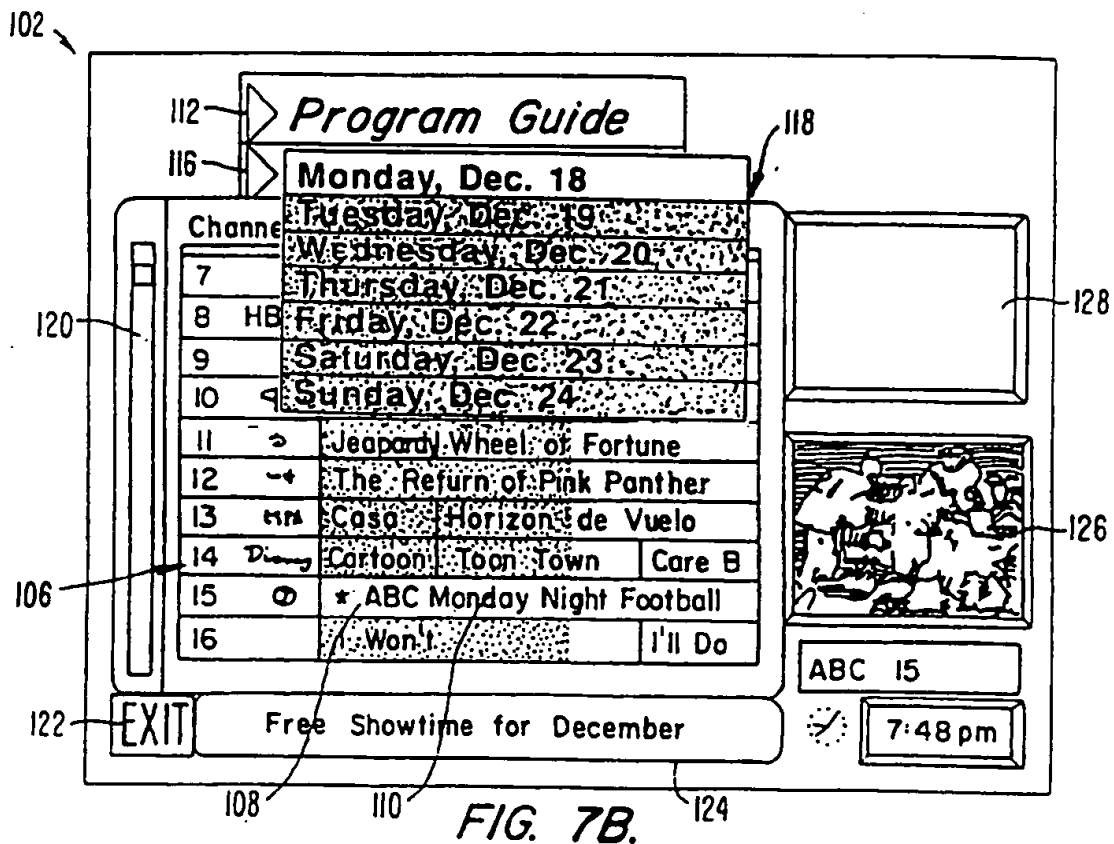 102
112
Program Guide
118
116
Monday, Dec. 18
Tuesday, Dec. 19
Channe
Wednesday, Dec. 20
7
Thursday, Dec. 21
128
120
8 HB
Friday, Dec. 22
9
Saturday, Dec. 23
10
Sunday, Dec. 24
11 Jeopardy Wheel of Fortune
12 The Return of Pink Panther
13 Casa Horizon de Vuelo
126
14 Disney Cartoon Toon Town Care B
106
15 * ABC Monday Night Football
16 I Won't I'll Do
ABC 15
122
EXIT
Free Showtime for December
7:48 pm
108
110
124
FIG. 7B.